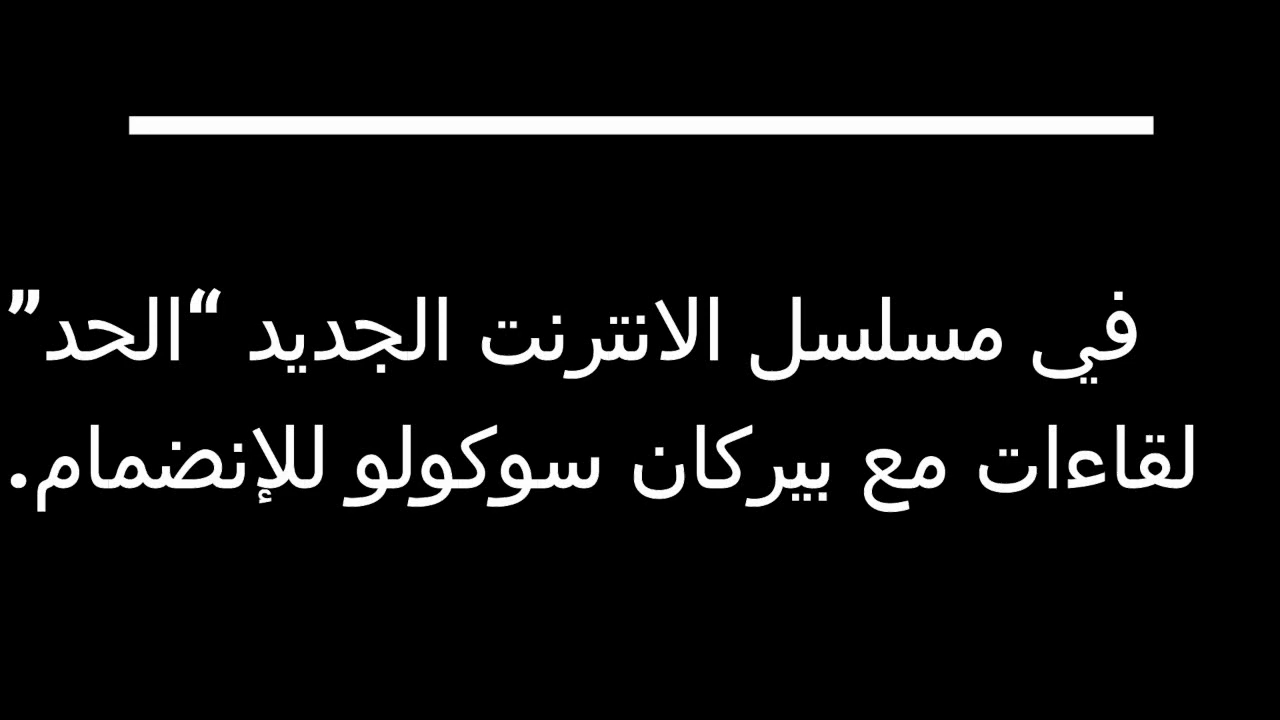 في مسلسل الانترنت الجديد “الحد”
لقاءات مع بيركان سوكولو للإنضمام.